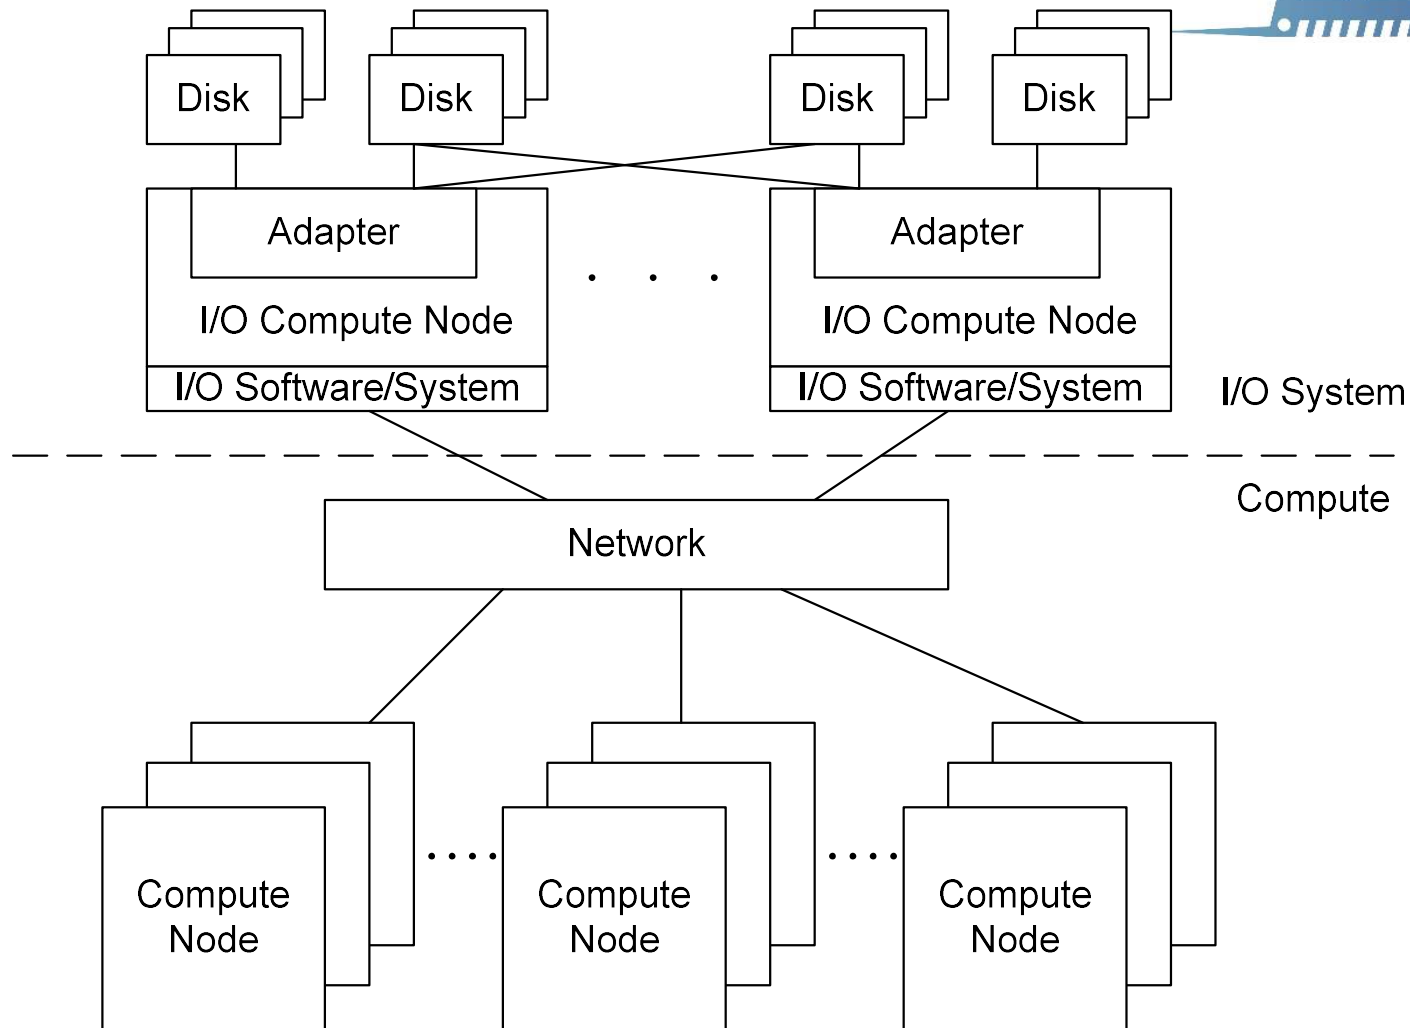 Disk
Disk
Disk
Disk
Adapter
Adapter
. . .
I/O Compute Node
I/O Compute Node
I/O Software/System
I/O Software/System
I/O System
Compute
Network
....
....
Compute
Node
Compute
Node
Compute
Node